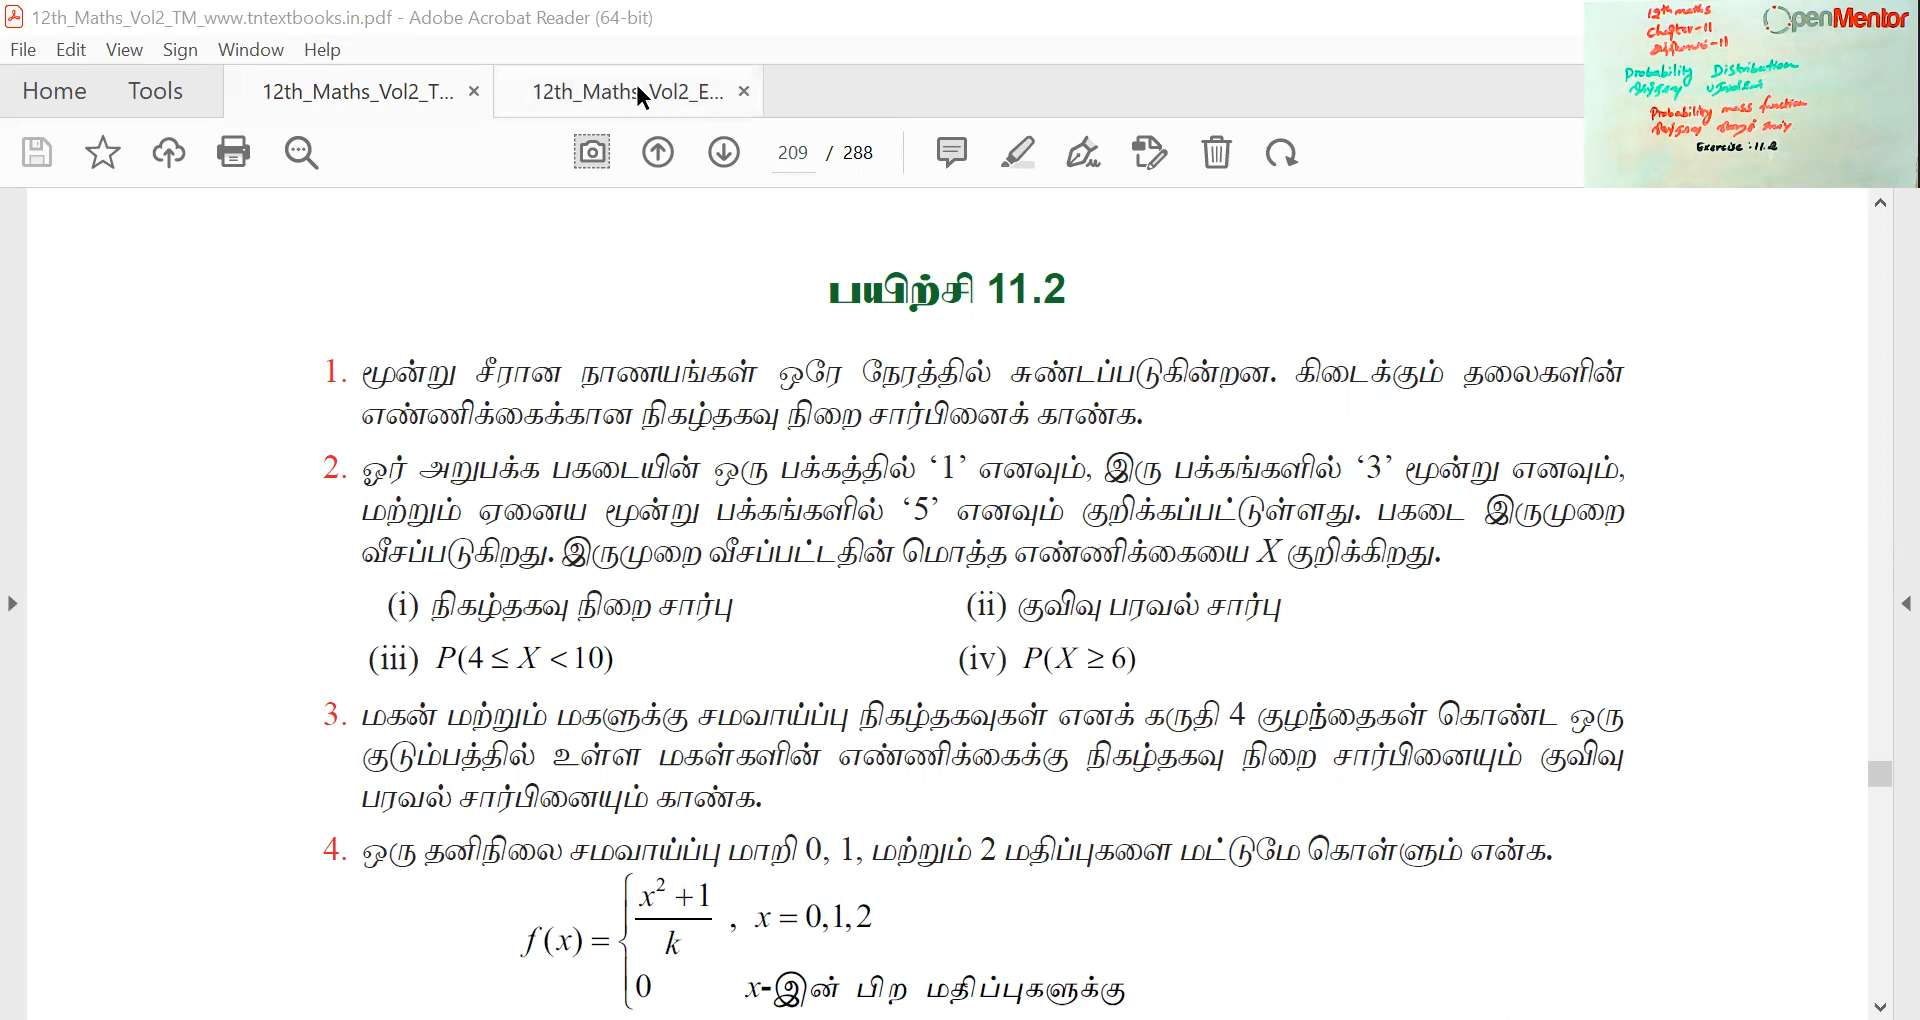 12th_Maths_Vol2_TM_www.tntextbooks.in.pdf - Adobe Acrobat Reader (64-bit)
File Edit View Sign Window Help
Home Tools 12th_Maths_Vol2_T... × 12th_Maths_Vol2_E... ×
209 / 288
OpenMentor
12th maths
Chapter-11
Probability Distribution
Probability mass function
Exercise : 11.2
பயிற்சி 11.2
1. மூன்று சீரான நாணயங்கள் ஒரே நேரத்தில் சுண்டப்படுகின்றன. கிடைக்கும் தலைகளின்
எண்ணிக்கைக்கான நிகழ்தகவு நிறை சார்பினைக் காண்க.
2. ஓர் அறுபக்க பகடையின் ஒரு பக்கத்தில் ‘1’ எனவும், இரு பக்கங்களில் ‘3’ மூன்று எனவும்,
மற்றும் ஏனைய மூன்று பக்கங்களில் ‘5’ எனவும் குறிக்கப்பட்டுள்ளது. பகடை இருமுறை
வீசப்படுகிறது. இருமுறை வீசப்பட்டதின் மொத்த எண்ணிக்கையை X குறிக்கிறது.
(i) நிகழ்தகவு நிறை சார்பு (ii) குவிவு பரவல் சார்பு
(iii) P(4 ≤ X < 10) (iv) P(X ≥ 6)
3. மகன் மற்றும் மகளுக்கு சமவாய்ப்பு நிகழ்தகவுகள் எனக் கருதி 4 குழந்தைகள் கொண்ட ஒரு
குடும்பத்தில் உள்ள மகள்களின் எண்ணிக்கைக்கு நிகழ்தகவு நிறை சார்பினையும் குவிவு
பரவல் சார்பினையும் காண்க.
4. ஒரு தனிநிலை சமவாய்ப்பு மாறி 0, 1, மற்றும் 2 மதிப்புகளை மட்டுமே கொள்ளும் என்க.
x² + 1
f(x) = { , x = 0, 1, 2
k
0 x-இன் பிற மதிப்புகளுக்கு